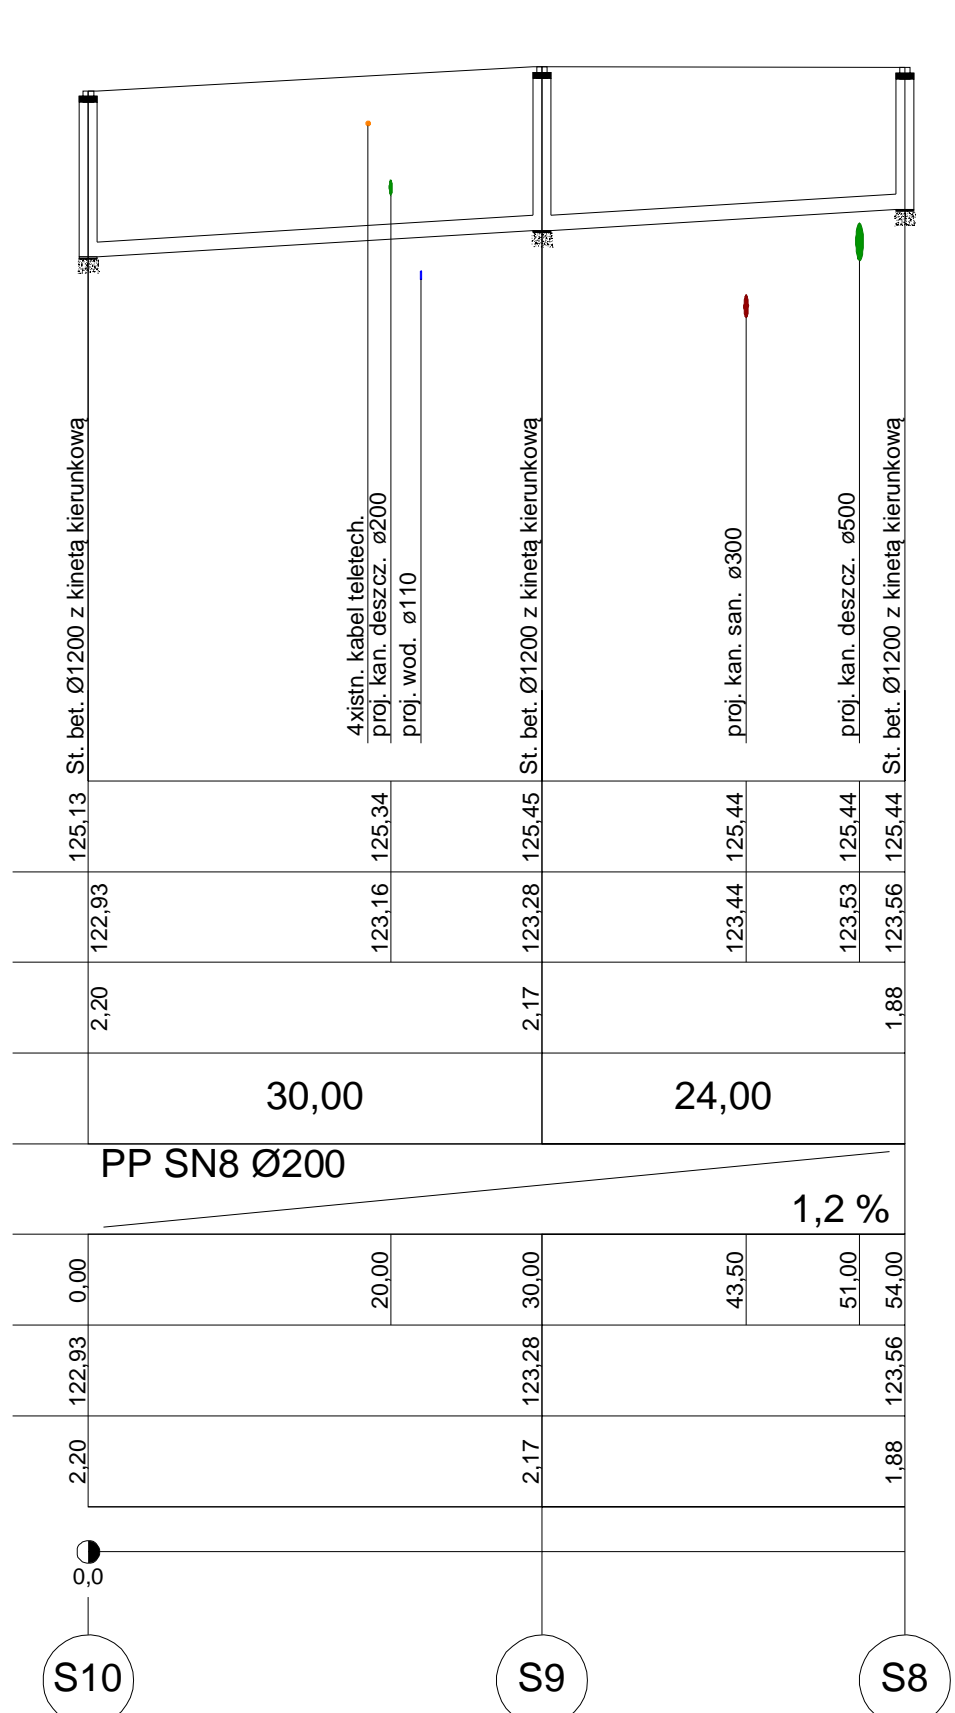 St. bet. Ø1200 z kinetą kierunkową
4xistn. kabel teletech.
proj. kan. deszcz. ø200
proj. wod. ø110
St. bet. Ø1200 z kinetą kierunkową
proj. kan. san. ø300
proj. kan. deszcz. ø500
St. bet. Ø1200 z kinetą kierunkową
125,13
125,34
125,45
125,44
125,44
125,44
122,93
123,16
123,28
123,44
123,53
123,56
2,20
2,17
1,88
30,00
24,00
PP SN8 Ø200
1,2 %
0,00
20,00
30,00
43,50
51,00
54,00
122,93
123,28
123,56
2,20
2,17
1,88
0,0
S10
S9
S8